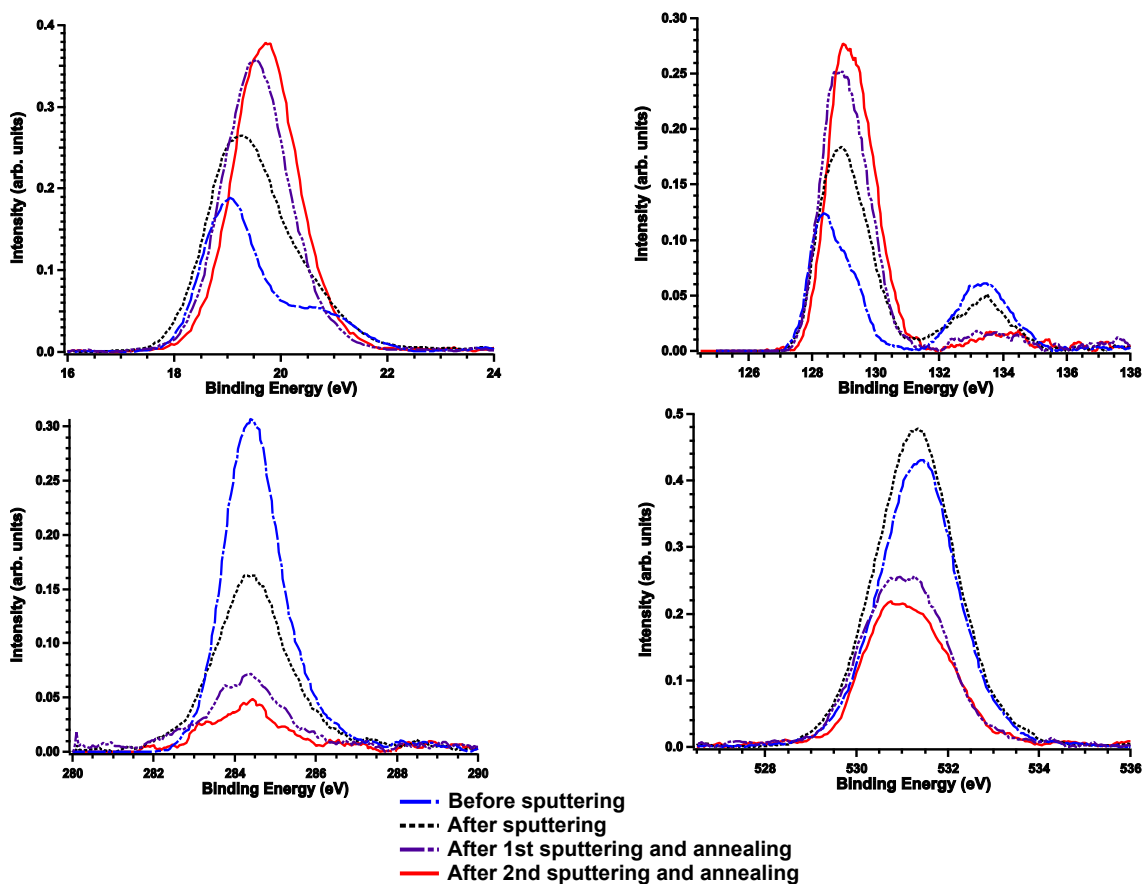 0.4
0.3
0.2
0.1
0.0
Intensity (arb. units)
16 18 20 22 24
Binding Energy (eV)
0.30
0.25
0.20
0.15
0.10
0.05
0.00
Intensity (arb. units)
126 128 130 132 134 136 138
Binding Energy (eV)
0.30
0.25
0.20
0.15
0.10
0.05
0.00
Intensity (arb. units)
280 282 284 286 288 290
Binding Energy (eV)
0.5
0.4
0.3
0.2
0.1
0.0
Intensity (arb. units)
528 530 532 534 536
Binding Energy (eV)
Before sputtering
After sputtering
After 1st sputtering and annealing
After 2nd sputtering and annealing